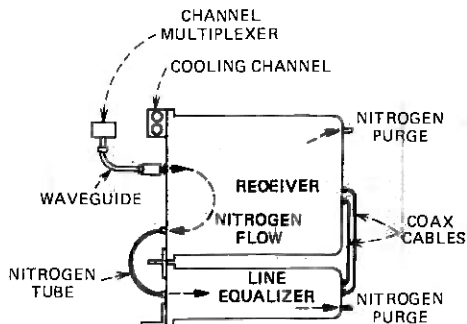 CHANNEL
MULTIPLEXER
COOLING CHANNEL
NITROGEN
PURGE
WAVEGUIDE
RECEIVER
NITROGEN
FLOW
COAX
CABLES
NITROGEN
TUBE
LINE
EQUALIZER
NITROGEN
PURGE